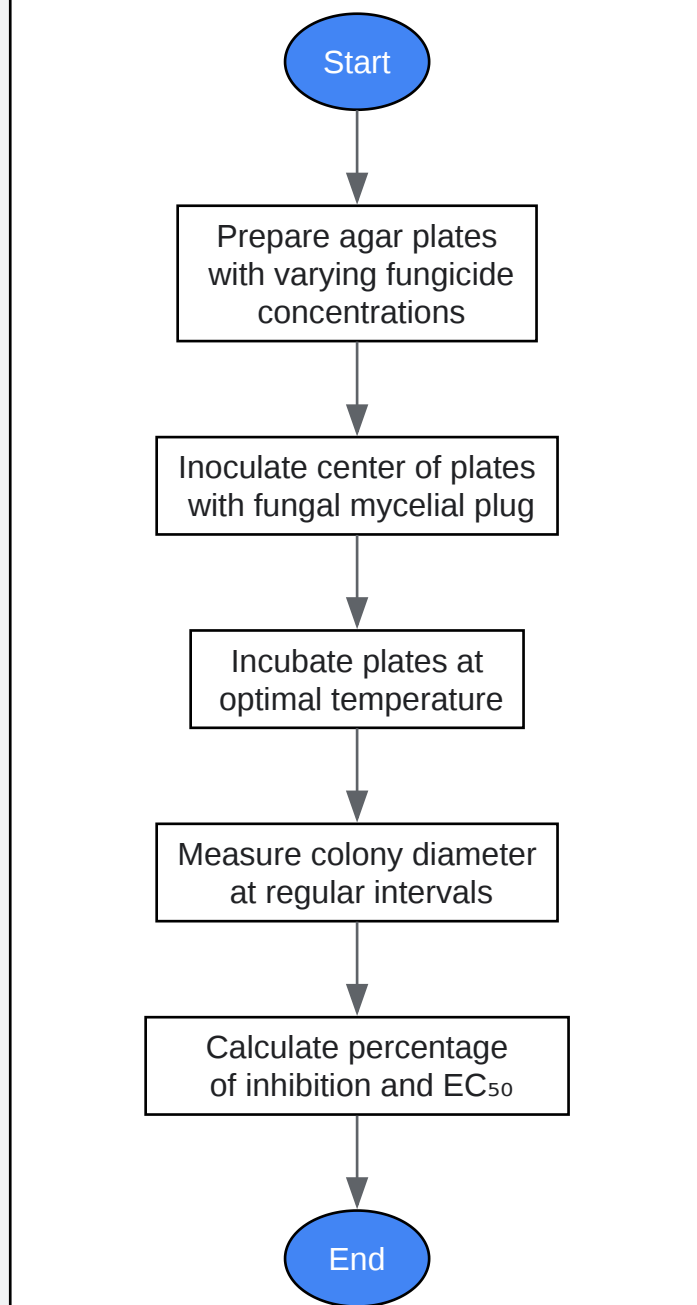 Start
Prepare agar plates
with varying fungicide
concentrations
Inoculate center of plates
with fungal mycelial plug
Incubate plates at
optimal temperature
Measure colony diameter
at regular intervals
Calculate percentage
of inhibition and EC₅₀
End